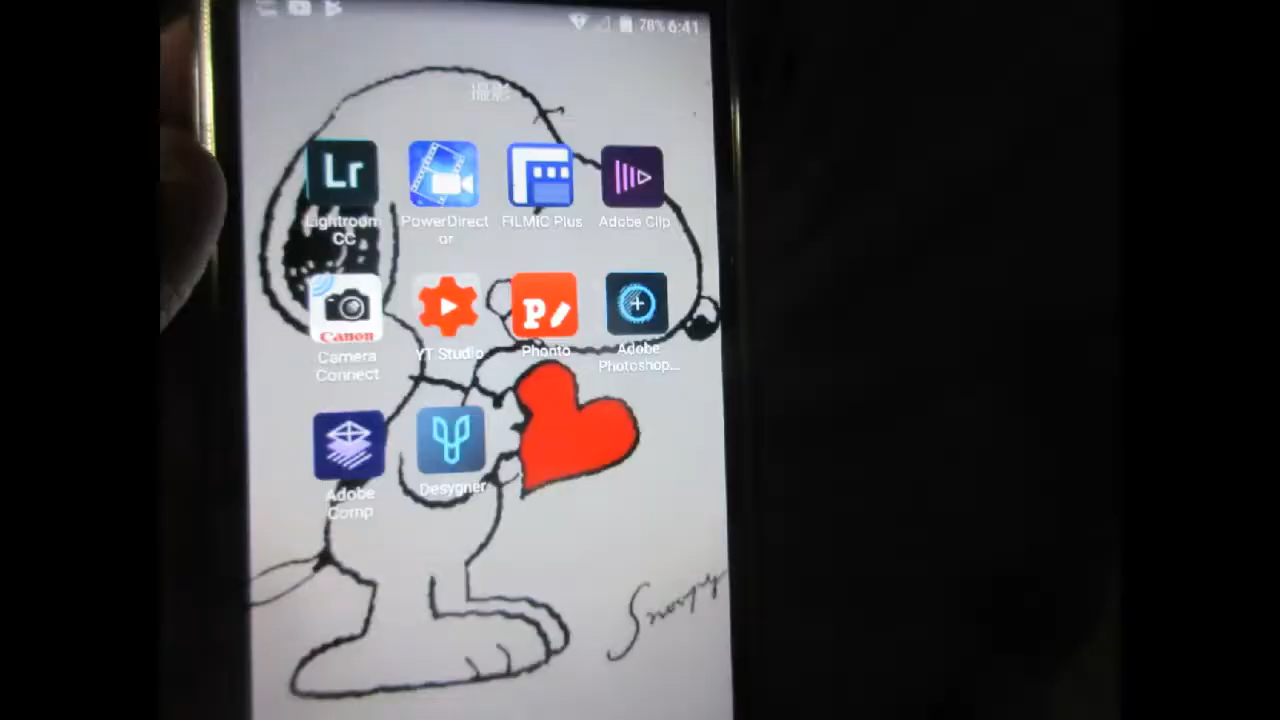 78% 6:41
Lr
Lightroom
CC
PowerDirect
or
FiLMiC Plus
Adobe Clip
Canon
Camera
Connect
YT Studio
P
Phonto
Adobe
Photoshop...
Adobe
Comp
Desygner
Snoopy